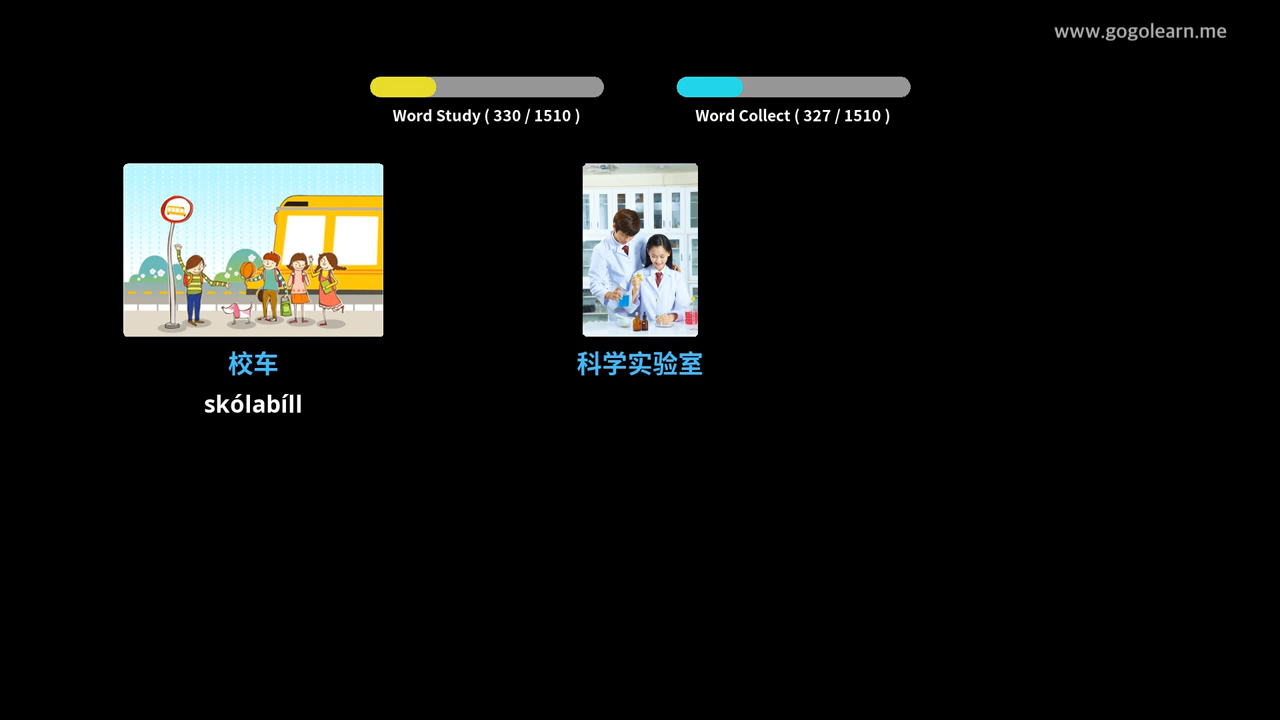 www.gogolearn.me
Word Study ( 330 / 1510 )
Word Collect ( 327 / 1510 )
校车
科学实验室
skólabíll